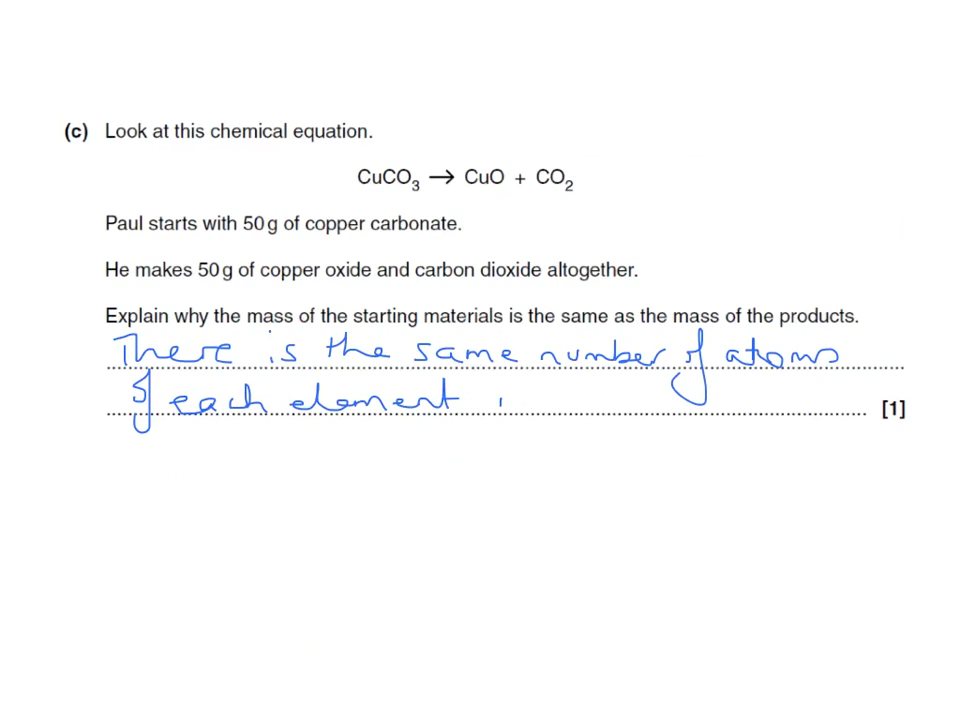 (c) Look at this chemical equation.
CuCO₃ → CuO + CO₂
Paul starts with 50 g of copper carbonate.
He makes 50 g of copper oxide and carbon dioxide altogether.
Explain why the mass of the starting materials is the same as the mass of the products.
There is the same number of atoms
of each element
[1]